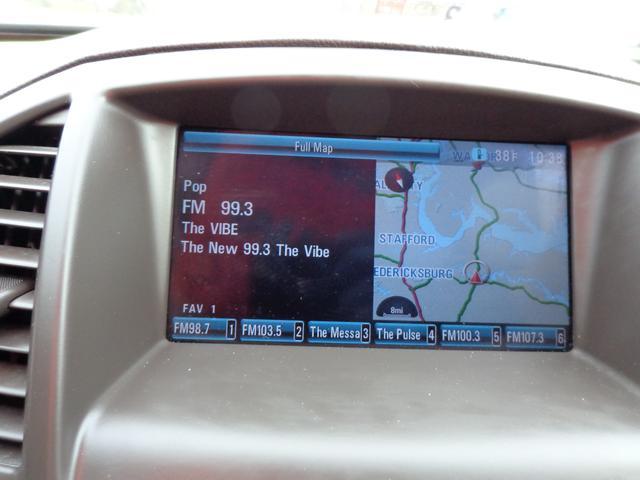 Full Map
38F 10:38
Pop
FM 99.3
The VIBE
The New 99.3 The Vibe
STAFFORD
EDERICKSBURG
8mi
FAV 1
FM98.7 1 FM103.5 2 The Messa 3 The Pulse 4 FM100.3 5 FM107.3 6